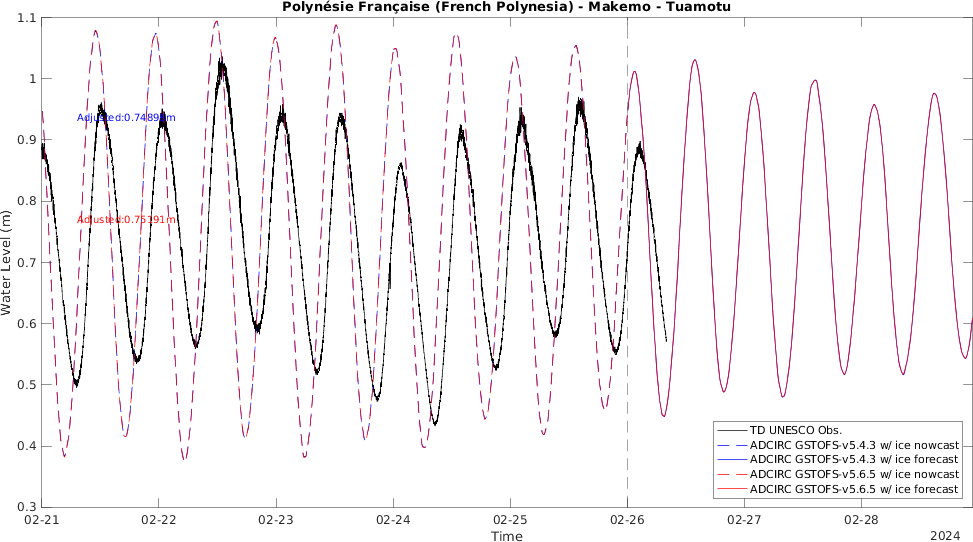 Polynésie Française (French Polynesia) - Makemo - Tuamotu
1.1
1
0.9
0.8
0.7
0.6
0.5
0.4
0.3
Water Level (m)
Adjusted:0.74898m
Adjusted:0.75191m
TD UNESCO Obs.
ADCIRC GSTOFS-v5.4.3 w/ ice nowcast
ADCIRC GSTOFS-v5.4.3 w/ ice forecast
ADCIRC GSTOFS-v5.6.5 w/ ice nowcast
ADCIRC GSTOFS-v5.6.5 w/ ice forecast
02-21 02-22 02-23 02-24 02-25 02-26 02-27 02-28
Time
2024